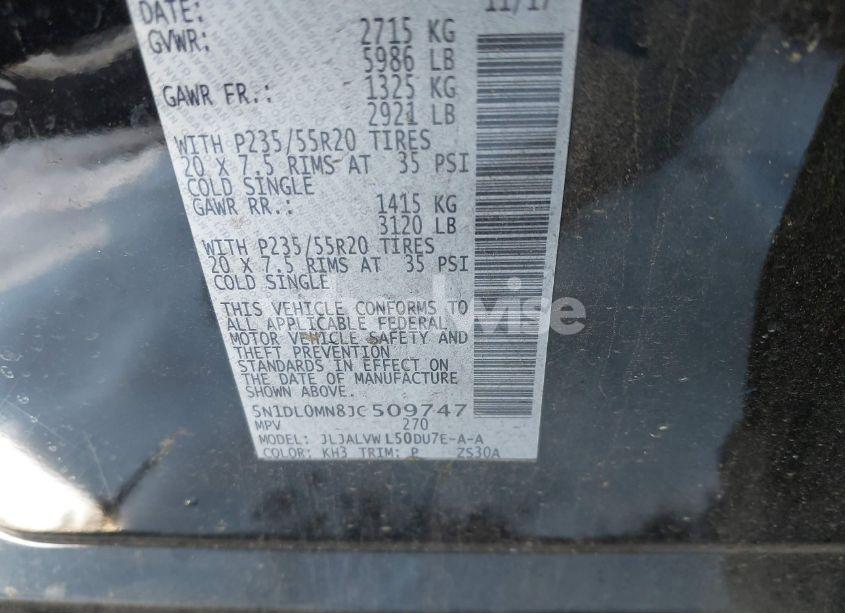 DATE: 11/17
GVWR: 2715 KG
5986 LB
GAWR FR.: 1325 KG
2921 LB
WITH P235/55R20 TIRES
20 X 7.5 RIMS AT 35 PSI
COLD SINGLE
GAWR RR.: 1415 KG
3120 LB
WITH P235/55R20 TIRES
20 X 7.5 RIMS AT 35 PSI
COLD SINGLE
THIS VEHICLE CONFORMS TO
ALL APPLICABLE FEDERAL
MOTOR VEHICLE SAFETY AND
THEFT PREVENTION
STANDARDS IN EFFECT ON
THE DATE OF MANUFACTURE
SHOWN ABOVE.
5N1DL0MN8JC509747
MPV 270
MODEL: JLJALVWL50DU7E-A-A
COLOR: KH3 TRIM: P ZS30A